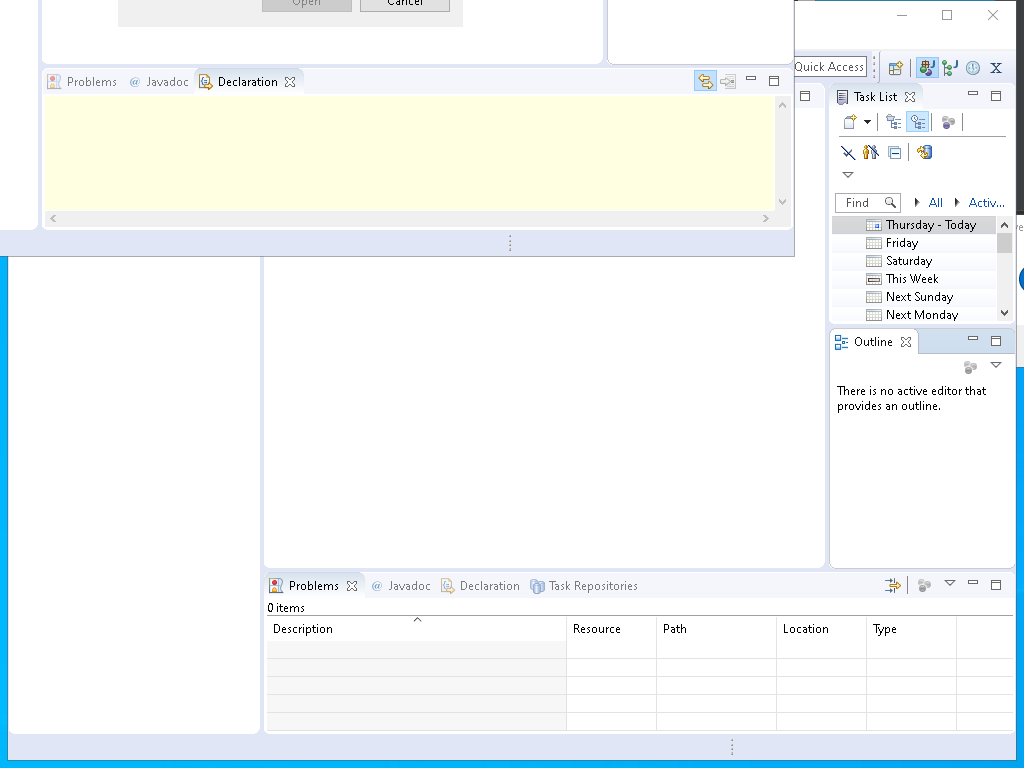 Open
Cancel
Problems
@ Javadoc
Declaration
Quick Access
Task List
Find
All
Activ...
Thursday - Today
Friday
Saturday
This Week
Next Sunday
Next Monday
Outline
There is no active editor that
provides an outline.
Problems
@ Javadoc
Declaration
Task Repositories
0 items
Description
Resource
Path
Location
Type